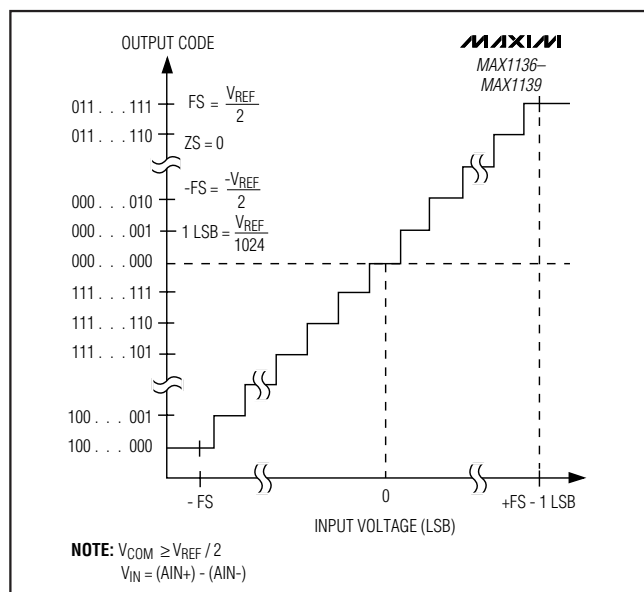 OUTPUT CODE
MAXIM
MAX1136–
MAX1139
011 . . . 111
FS = VREF / 2
011 . . . 110
ZS = 0
-FS = -VREF / 2
000 . . . 010
000 . . . 001
1 LSB = VREF / 1024
000 . . . 000
111 . . . 111
111 . . . 110
111 . . . 101
100 . . . 001
100 . . . 000
- FS
0
+FS - 1 LSB
INPUT VOLTAGE (LSB)
NOTE: VCOM ≥ VREF / 2
VIN = (AIN+) - (AIN-)